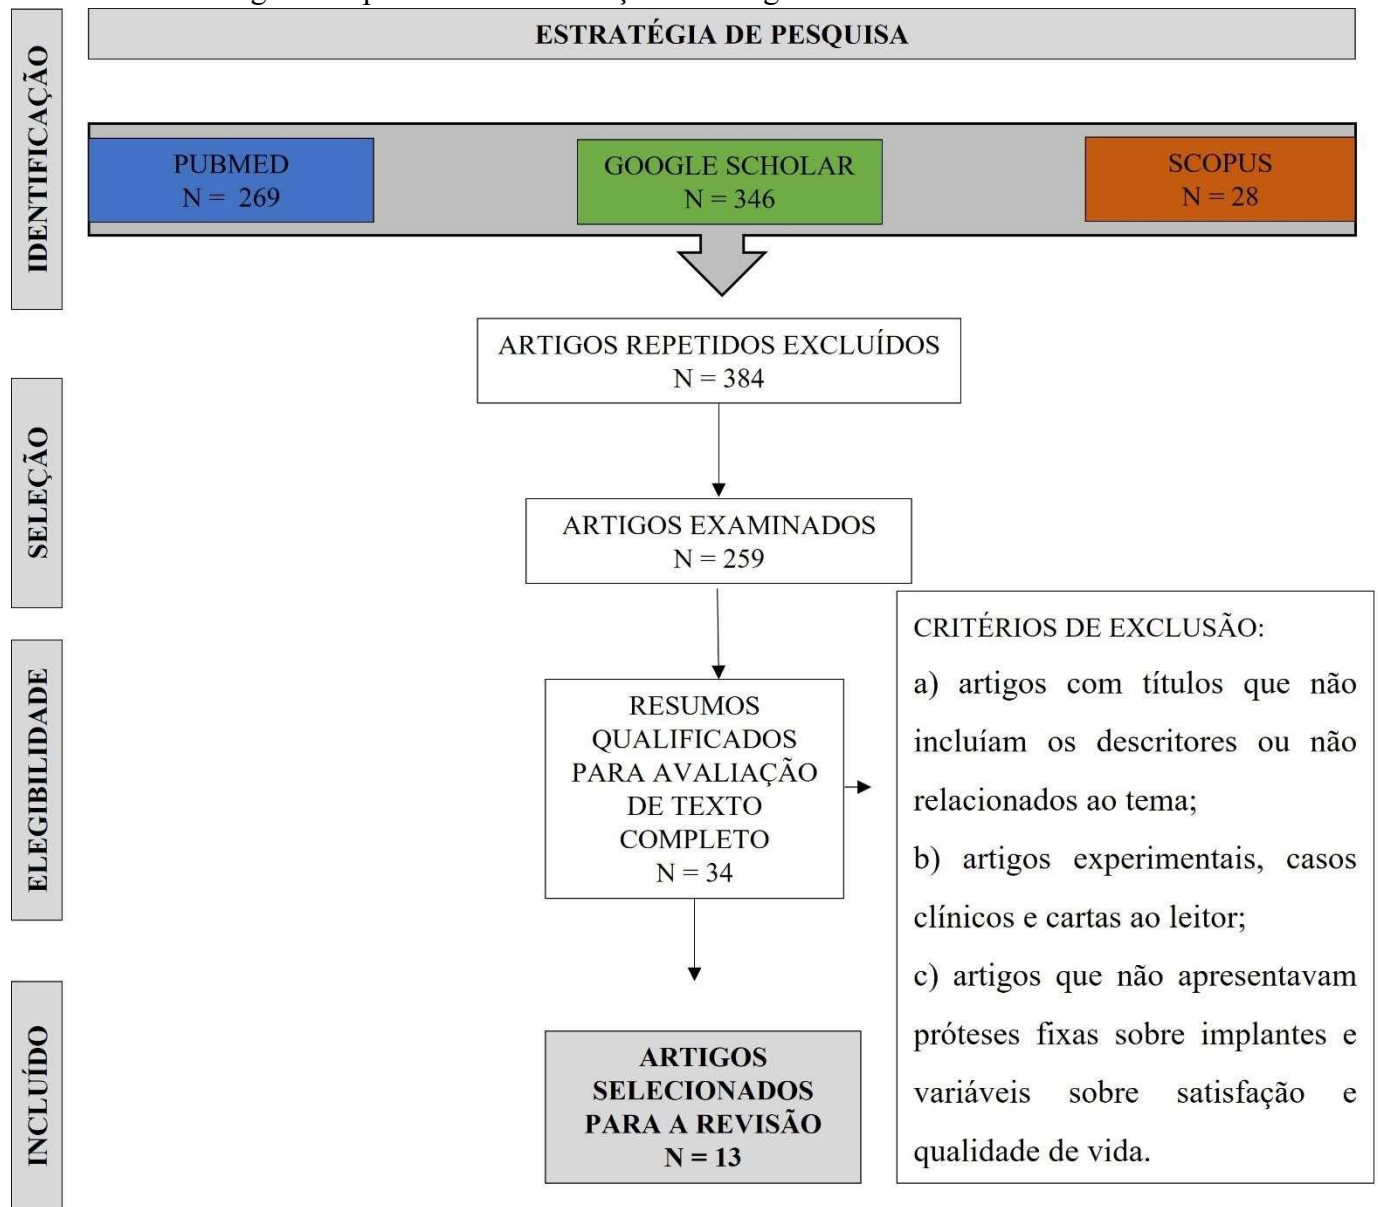 ESTRATÉGIA DE PESQUISA
IDENTIFICAÇÃO
PUBMED
N = 269
GOOGLE SCHOLAR
N = 346
SCOPUS
N = 28
ARTIGOS REPETIDOS EXCLUÍDOS
N = 384
SELEÇÃO
ARTIGOS EXAMINADOS
N = 259
ELEGIBILIDADE
RESUMOS
QUALIFICADOS
PARA AVALIAÇÃO
DE TEXTO
COMPLETO
N = 34
CRITÉRIOS DE EXCLUSÃO:
a) artigos com títulos que não
incluíam os descritores ou não
relacionados ao tema;
b) artigos experimentais, casos
clínicos e cartas ao leitor;
c) artigos que não apresentavam
próteses fixas sobre implantes e
variáveis sobre satisfação e
qualidade de vida.
INCLUÍDO
ARTIGOS
SELECIONADOS
PARA A REVISÃO
N = 13